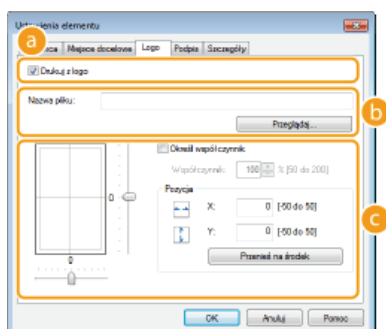 Ustawienia elementu
a
Miejsce docelowe Logo Podpis Szczegóły
Drukuj z logo
Nazwa pliku:
b
Przeglądaj...
Określ współczynnik
Współczynnik: 100 % [50 do 200]
Pozycja
0 X: 0 [-50 do 50]
c
Y: 0 [-50 do 50]
0 Przenieś na środek
OK Anuluj Pomoc